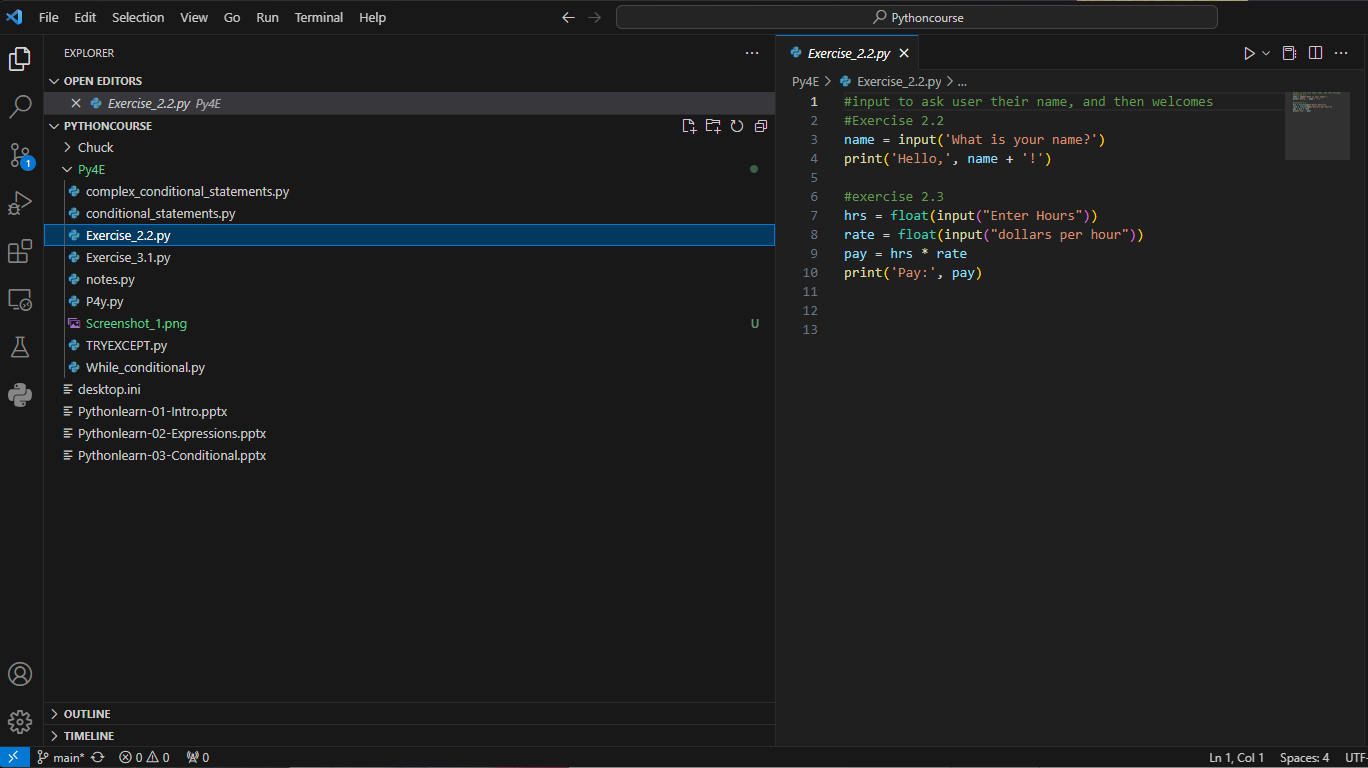 File Edit Selection View Go Run Terminal Help
Pythoncourse
EXPLORER
OPEN EDITORS
Exercise_2.2.py Py4E
PYTHONCOURSE
Chuck
Py4E
complex_conditional_statements.py
conditional_statements.py
Exercise_2.2.py
Exercise_3.1.py
notes.py
P4y.py
Screenshot_1.png U
TRYEXCEPT.py
While_conditional.py
desktop.ini
Pythonlearn-01-Intro.pptx
Pythonlearn-02-Expressions.pptx
Pythonlearn-03-Conditional.pptx
OUTLINE
TIMELINE
1
Exercise_2.2.py
Py4E > Exercise_2.2.py > ...
1 #input to ask user their name, and then welcomes
2 #Exercise 2.2
3 name = input('What is your name?')
4 print('Hello,', name + '!')
5
6 #exercise 2.3
7 hrs = float(input("Enter Hours"))
8 rate = float(input("dollars per hour"))
9 pay = hrs * rate
10 print('Pay:', pay)
11
12
13
main* 0 0 0
Ln 1, Col 1 Spaces: 4 UTF-